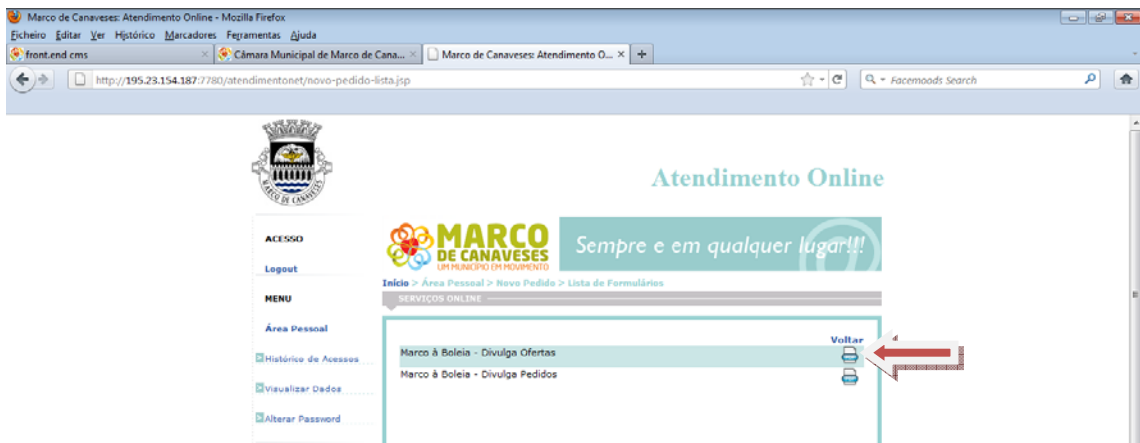 Marco de Canaveses: Atendimento Online - Mozilla Firefox
Ficheiro Editar Ver Histórico Marcadores Ferramentas Ajuda
front.end cms
Câmara Municipal de Marco de Cana...
Marco de Canaveses: Atendimento O...
http://195.23.154.187:7780/atendimentonet/novo-pedido-lista.jsp
Facemoods Search
MARCO DE CANAVESES
Atendimento Online
ACESSO
Logout
MENU
Área Pessoal
Histórico de Acessos
Visualizar Dados
Alterar Password
MARCO
DE CANAVESES
UM MUNICÍPIO EM MOVIMENTO
Sempre e em qualquer lugar!!!
@
Início > Área Pessoal > Novo Pedido > Lista de Formulários
SERVIÇOS ONLINE
Voltar
Marco à Boleia - Divulga Ofertas
Marco à Boleia - Divulga Pedidos